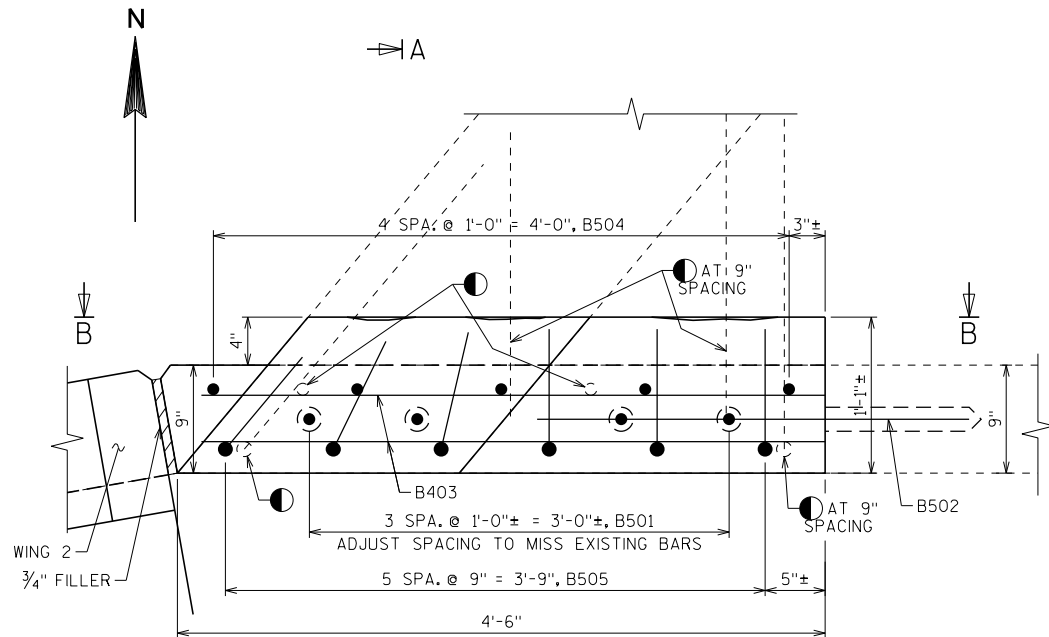 N
A
4 SPA. @ 1'-0" = 4'-0", B504
3"±
AT 9"
SPACING
B
B
4"
9"
1'-1"±
9"
B403
B502
3 SPA. @ 1'-0"± = 3'-0"±, B501
ADJUST SPACING TO MISS EXISTING BARS
AT 9"
SPACING
WING 2
¾" FILLER
5 SPA. @ 9" = 3'-9", B505
5"±
4'-6"